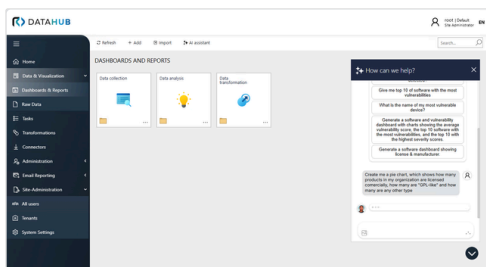 DATAHUB
root | Default
Site Administrator
EN
Refresh
+ Add
Import
AI assistant
Search...
Home
Data & Visualization
Dashboards & Reports
Raw Data
Tasks
Transformations
Connectors
Administration
Email Reporting
Site-Administration
All users
Tenants
System Settings
DASHBOARDS AND REPORTS
Data collection
Data analysis
Data
transformation
How can we help?
Give me top 10 of software with the most
vulnerabilities
What is the name of my most vulnerable
device?
Generate a software and vulnerability
dashboard with charts showing the average
vulnerability score, the top 10 software with
the most vulnerabilities, and the top 10 with
the highest severity scores.
Generate a software dashboard showing
license & manufacturer
Create me a pie chart, which shows how many
products in my organization are licensed
comercially, how many are "GPL-like" and how
many are any other type